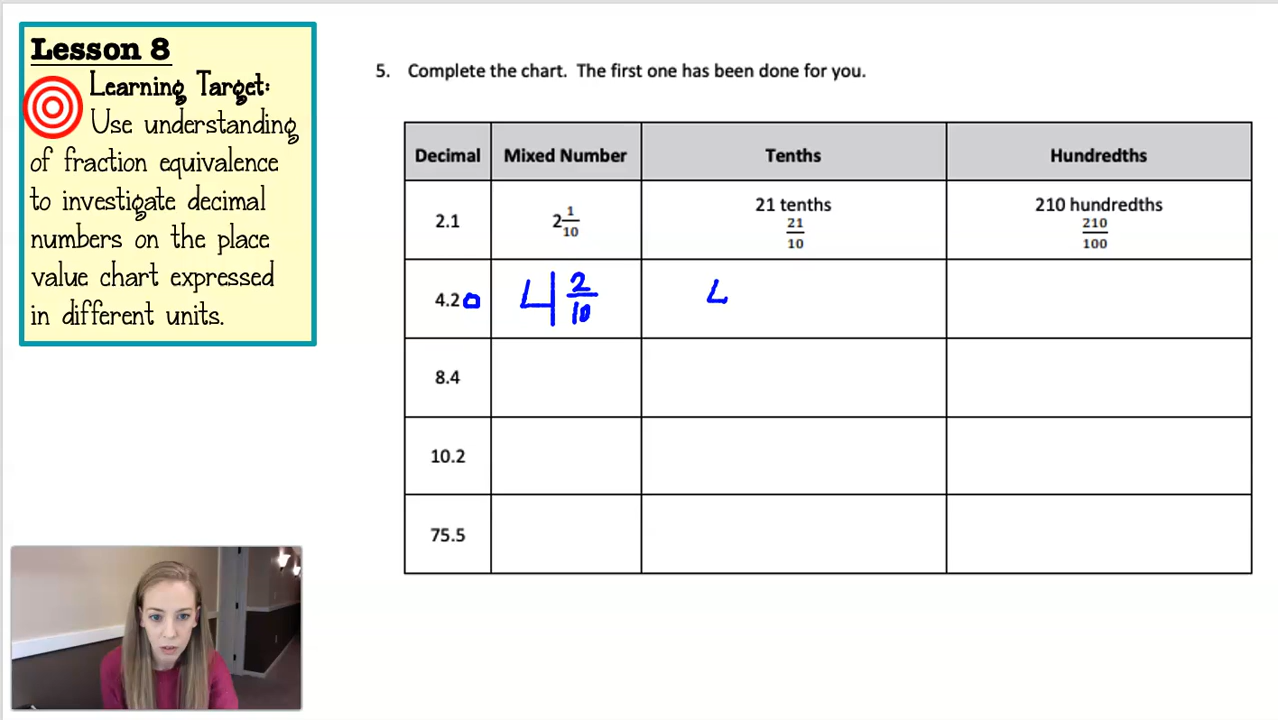 Lesson 8
Learning Target:
Use understanding
of fraction equivalence
to investigate decimal
numbers on the place
value chart expressed
in different units.
5. Complete the chart. The first one has been done for you.
Decimal Mixed Number Tenths Hundredths
2.1 2 1/10 21 tenths 21/10 210 hundredths 210/100
4.20 4 2/10
8.4
10.2
75.5